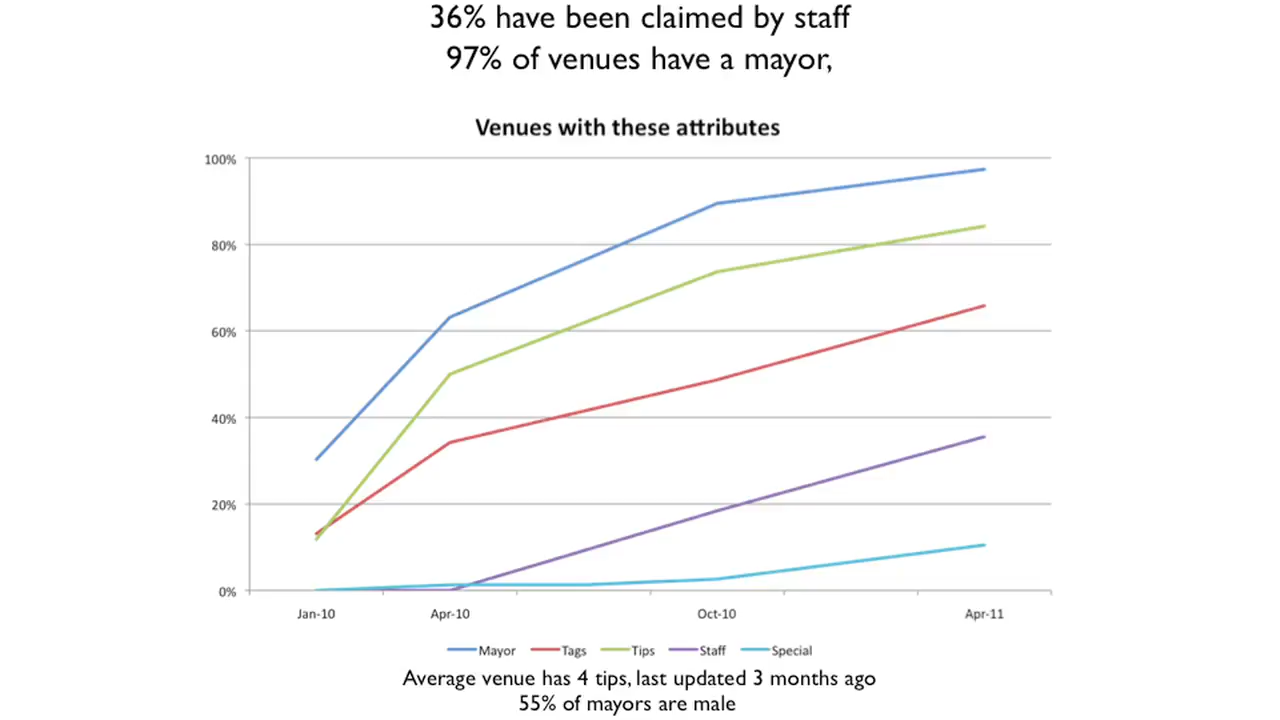 36% have been claimed by staff
97% of venues have a mayor,
Venues with these attributes
100%
80%
60%
40%
20%
0%
Jan-10 Apr-10 Oct-10 Apr-11
Mayor Tags Tips Staff Special
Average venue has 4 tips, last updated 3 months ago
55% of mayors are male